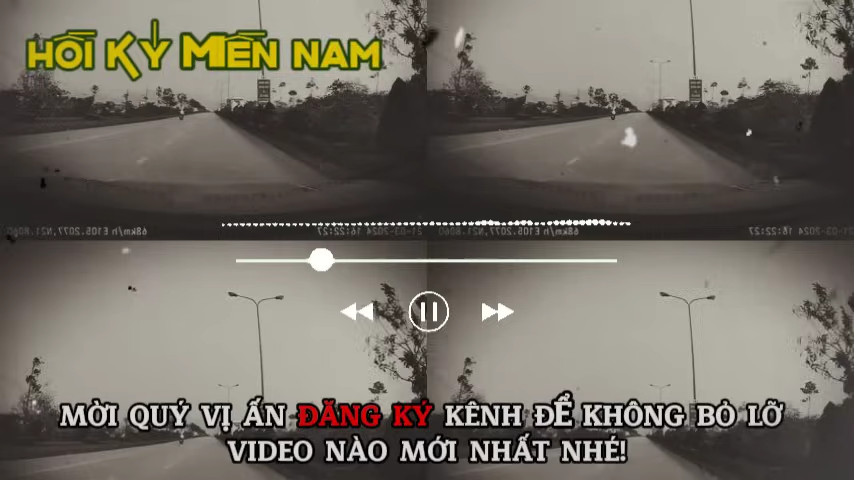 HỒI KÝ MIỀN NAM
MỜI QUÝ VỊ ẤN ĐĂNG KÝ KÊNH ĐỂ KHÔNG BỎ LỠ
VIDEO NÀO MỚI NHẤT NHÉ!